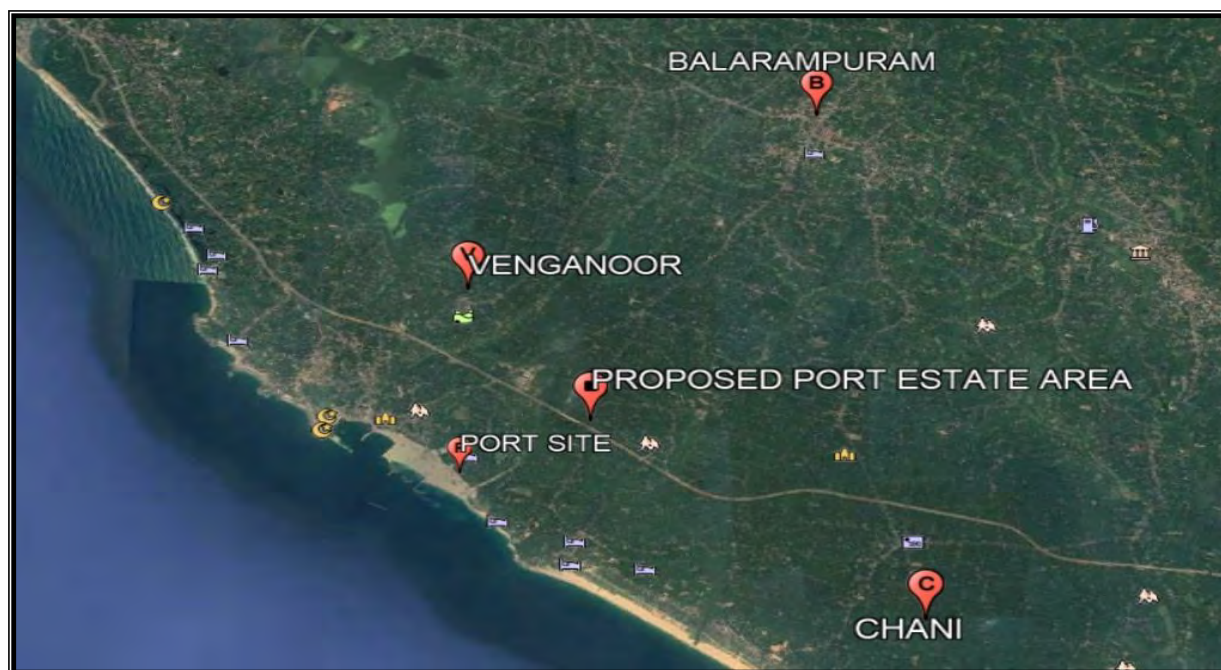 BALARAMPURAM
B
V
VENGANOOR
PROPOSED PORT ESTATE AREA
PORT SITE
C
CHANI